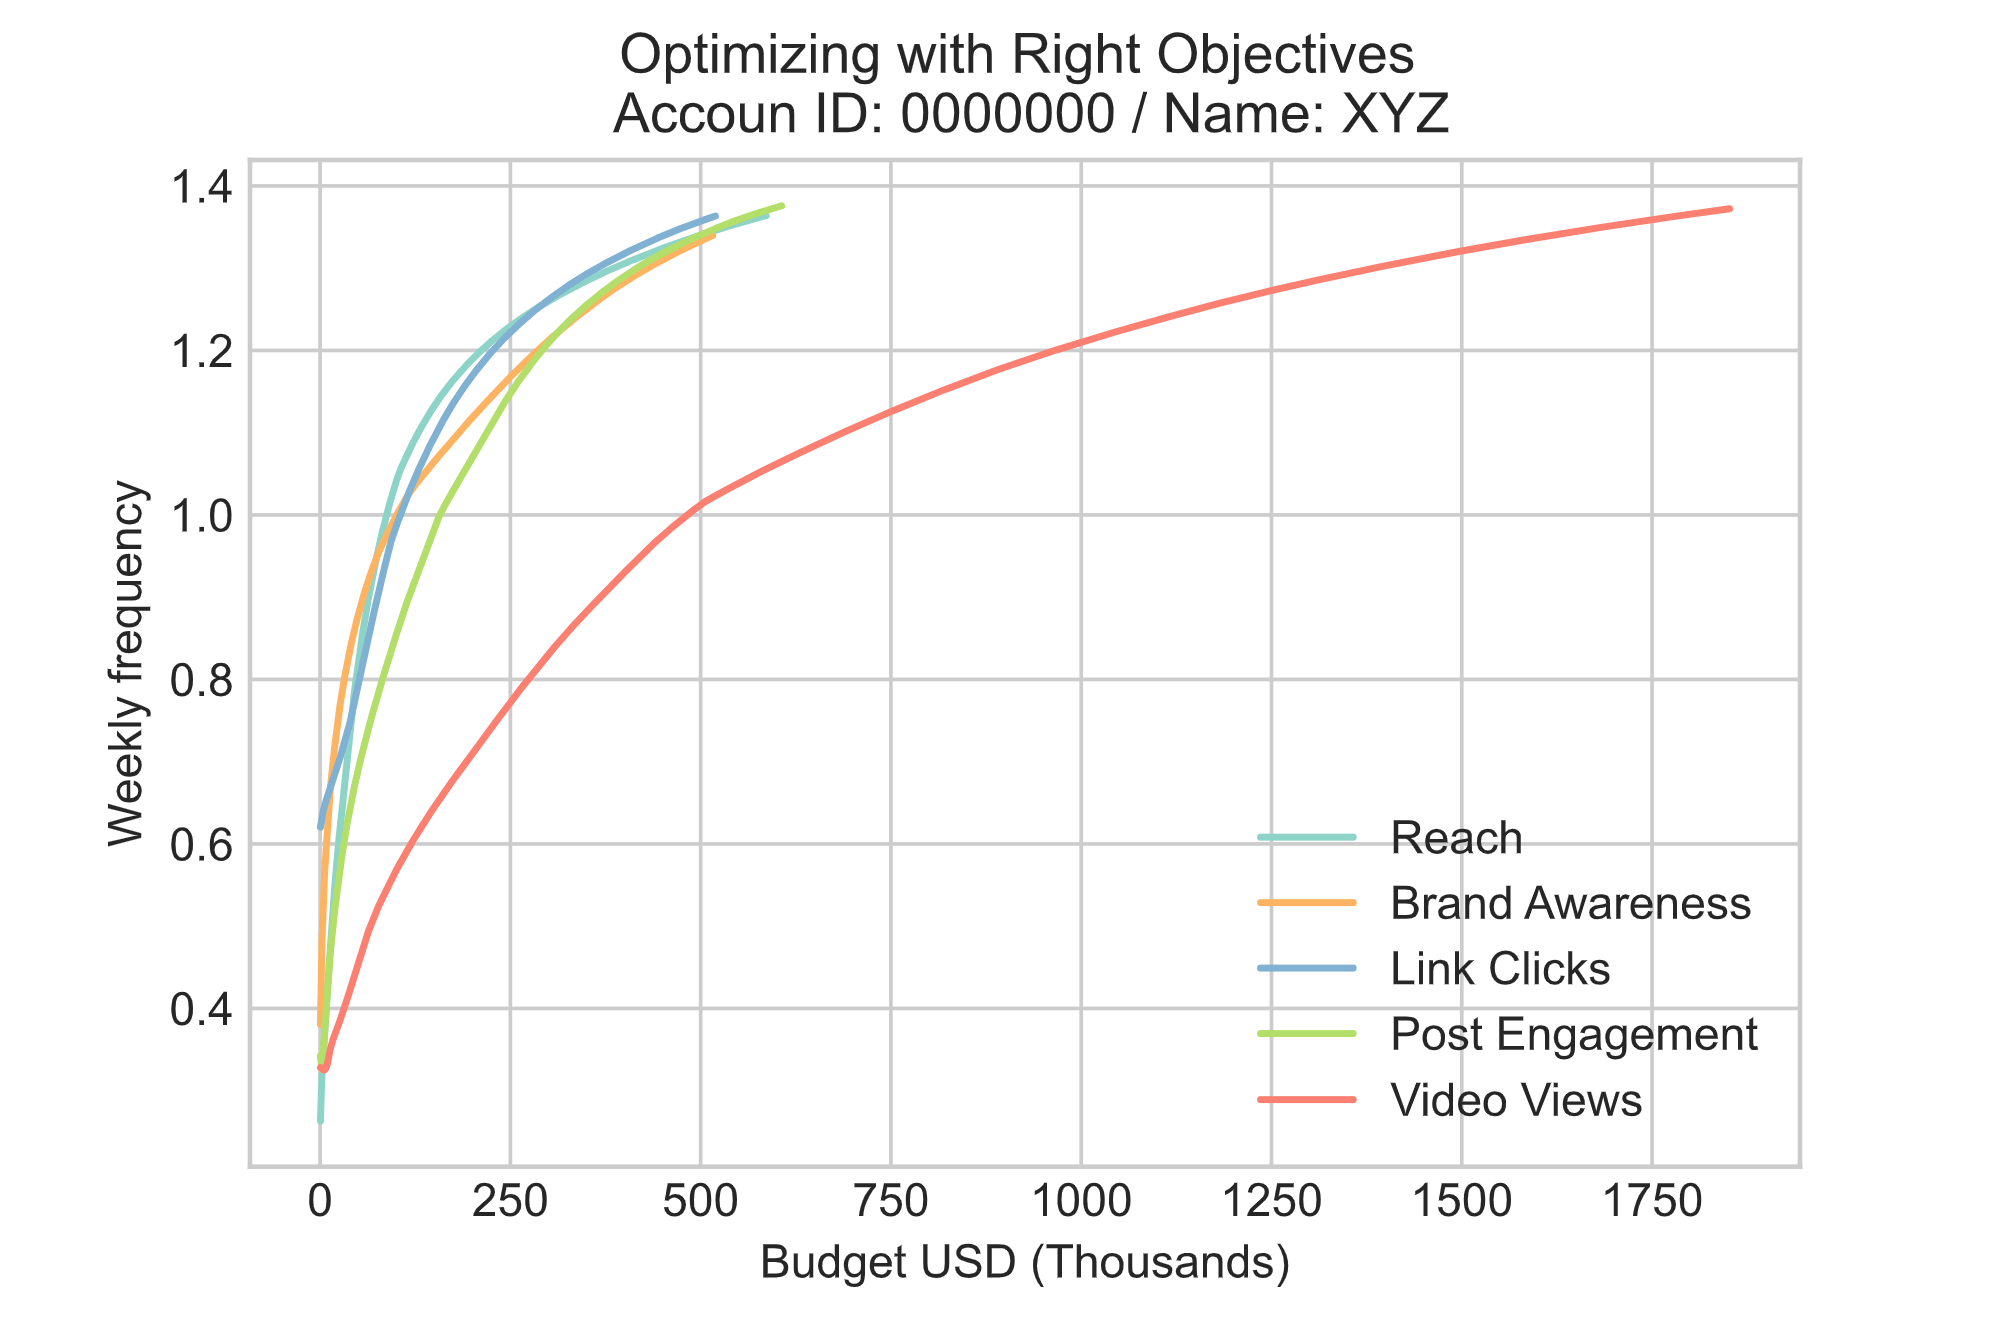 Optimizing with Right Objectives
Accoun ID: 0000000 / Name: XYZ
1.4
1.2
1.0
0.8
0.6
0.4
Weekly frequency
Reach
Brand Awareness
Link Clicks
Post Engagement
Video Views
0 250 500 750 1000 1250 1500 1750
Budget USD (Thousands)